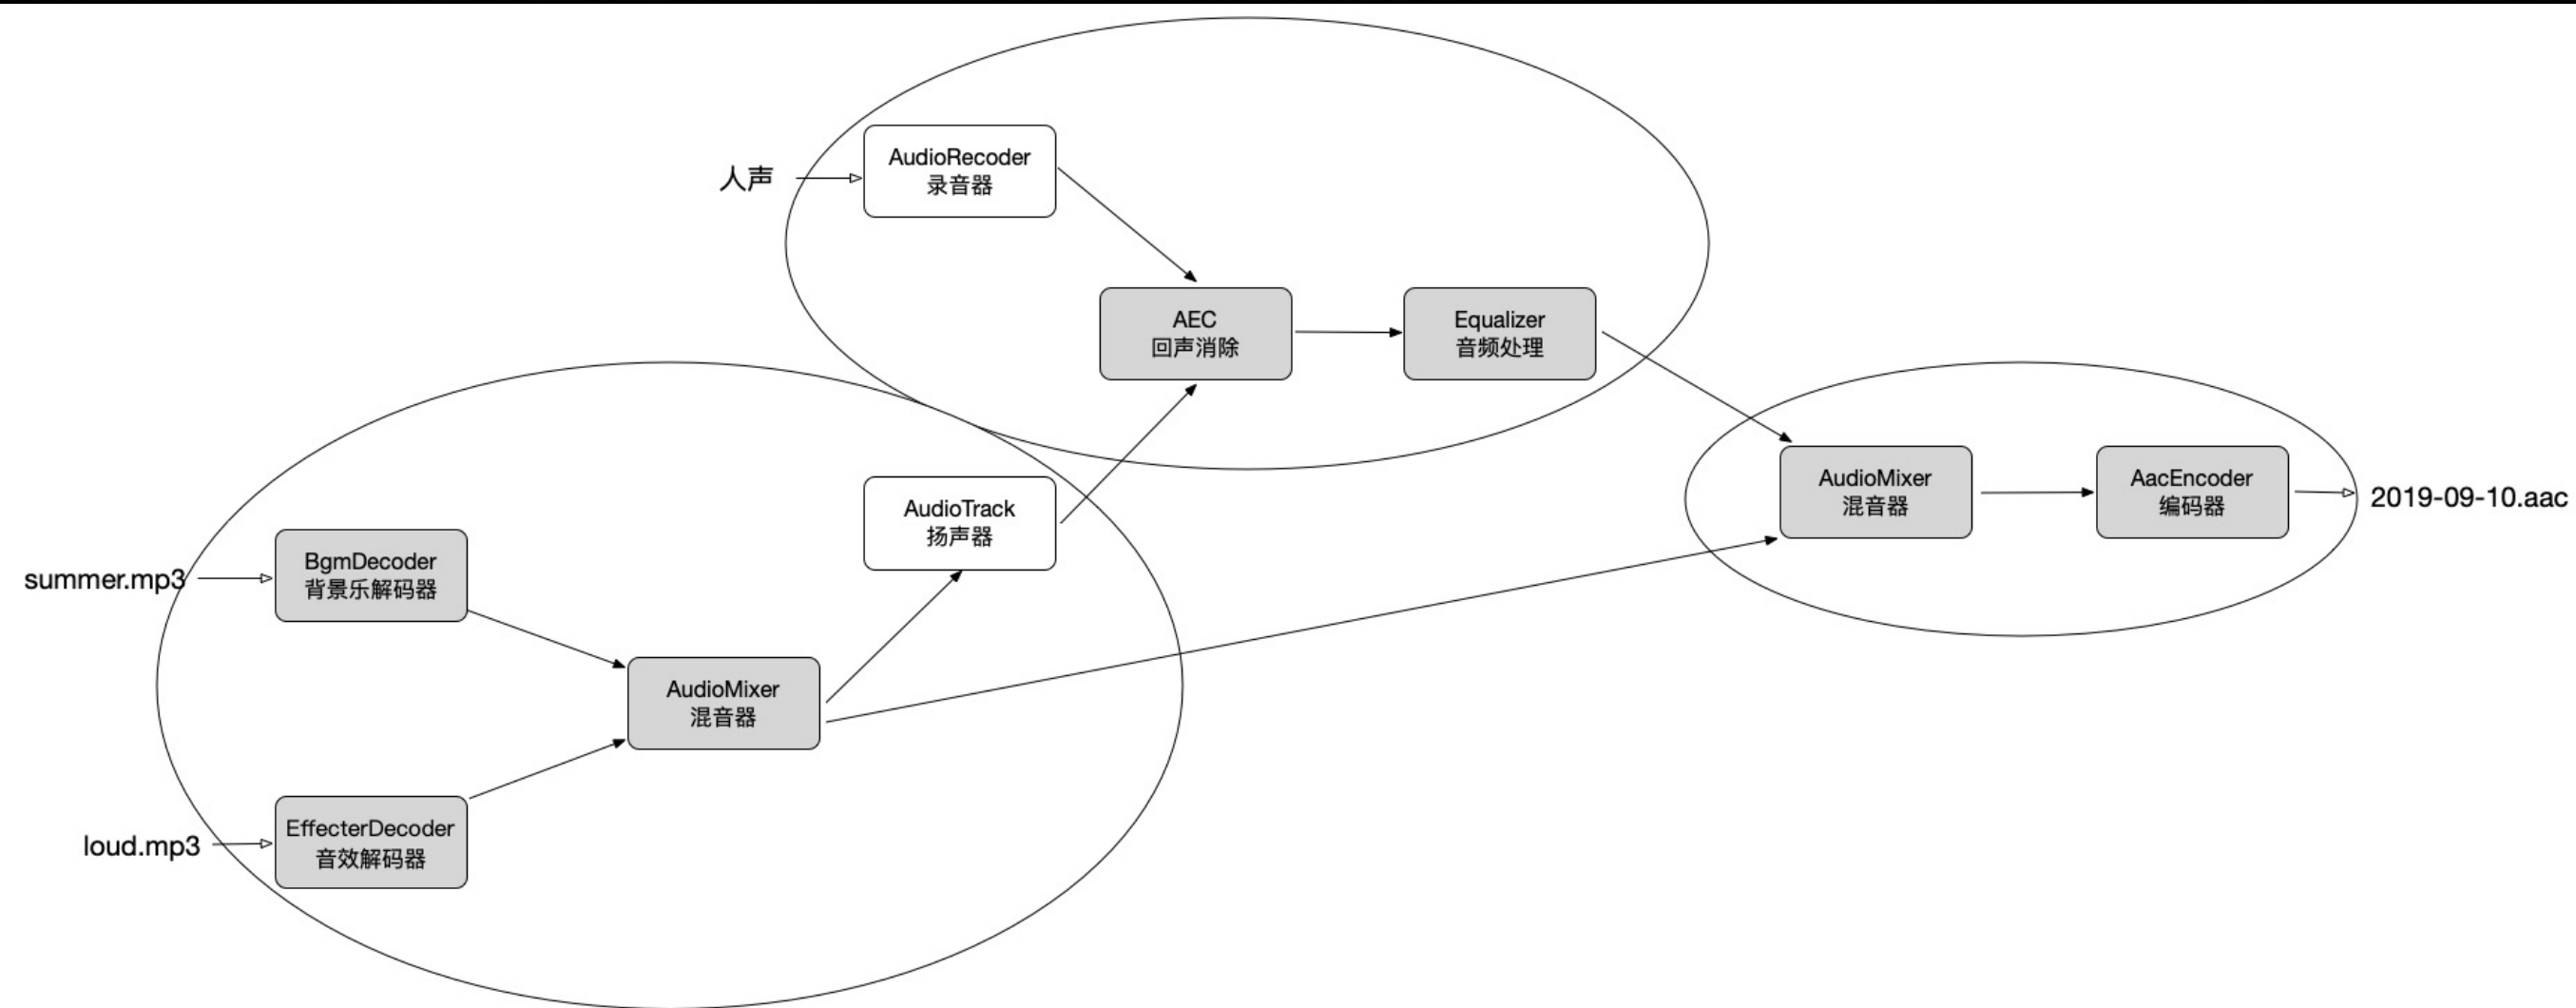 人声
AudioRecoder
录音器
AEC
回声消除
Equalizer
音频处理
AudioTrack
扬声器
summer.mp3
BgmDecoder
背景乐解码器
AudioMixer
混音器
loud.mp3
EffecterDecoder
音效解码器
AudioMixer
混音器
AacEncoder
编码器
2019-09-10.aac